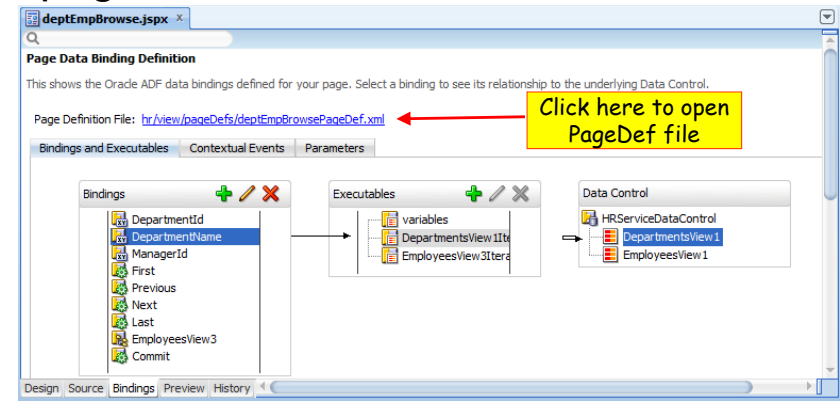 deptEmpBrowse.jspx x
Page Data Binding Definition
This shows the Oracle ADF data bindings defined for your page. Select a binding to see its relationship to the underlying Data Control.
Page Definition File: hr/view/pageDefs/deptEmpBrowsePageDef.xml
Click here to open
PageDef file
Bindings and Executables Contextual Events Parameters
Bindings
DepartmentId
DepartmentName
ManagerId
First
Previous
Next
Last
EmployeesView3
Commit
Executables
variables
DepartmentsView1Ite
EmployeesView3Itera
Data Control
HRServiceDataControl
DepartmentsView1
EmployeesView1
Design Source Bindings Preview History